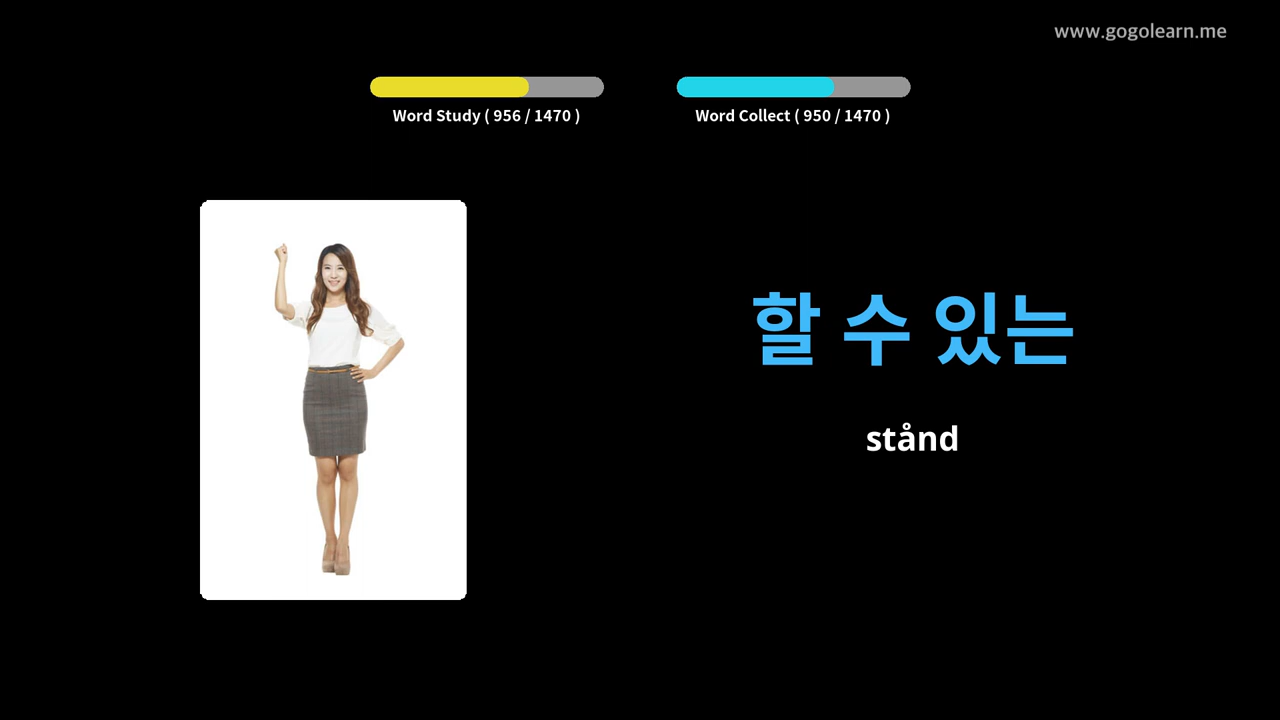 www.gogolearn.me
Word Study ( 956 / 1470 )
Word Collect ( 950 / 1470 )
할 수 있는
stånd